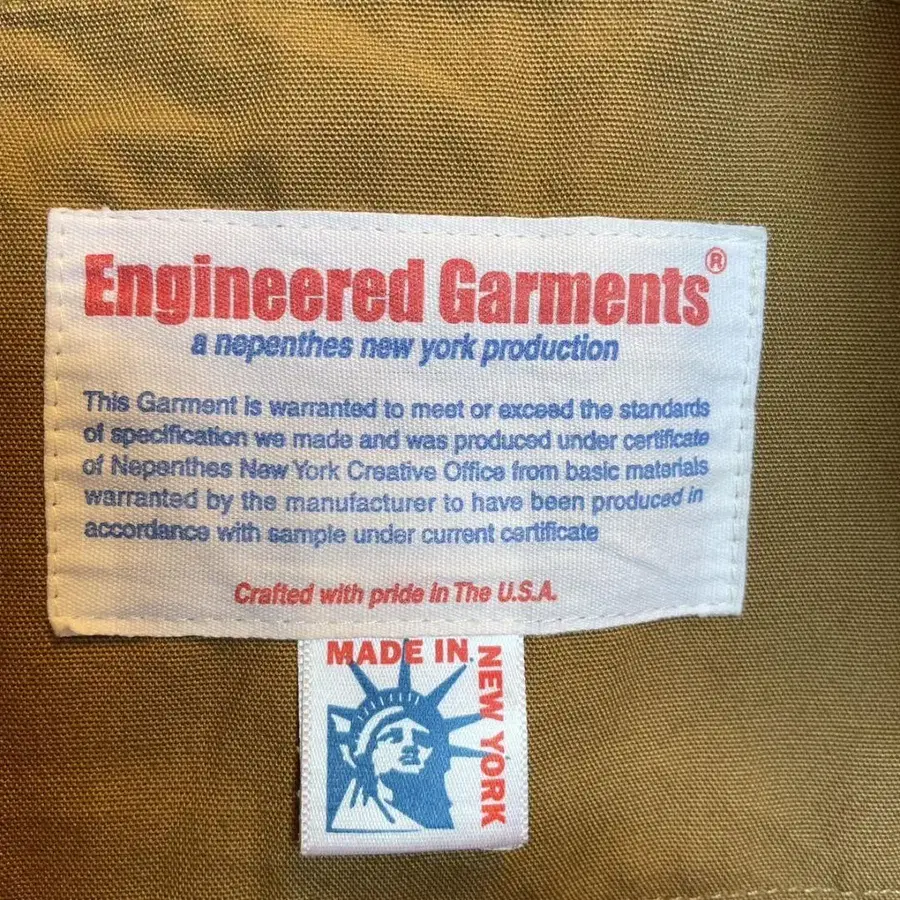 Engineered Garments®
a nepenthes new york production
This Garment is warranted to meet or exceed the standards
of specification we made and was produced under certificate
of Nepenthes New York Creative Office from basic materials
warranted by the manufacturer to have been produced in
accordance with sample under current certificate
Crafted with pride in The U.S.A.
MADE IN
NEW YORK